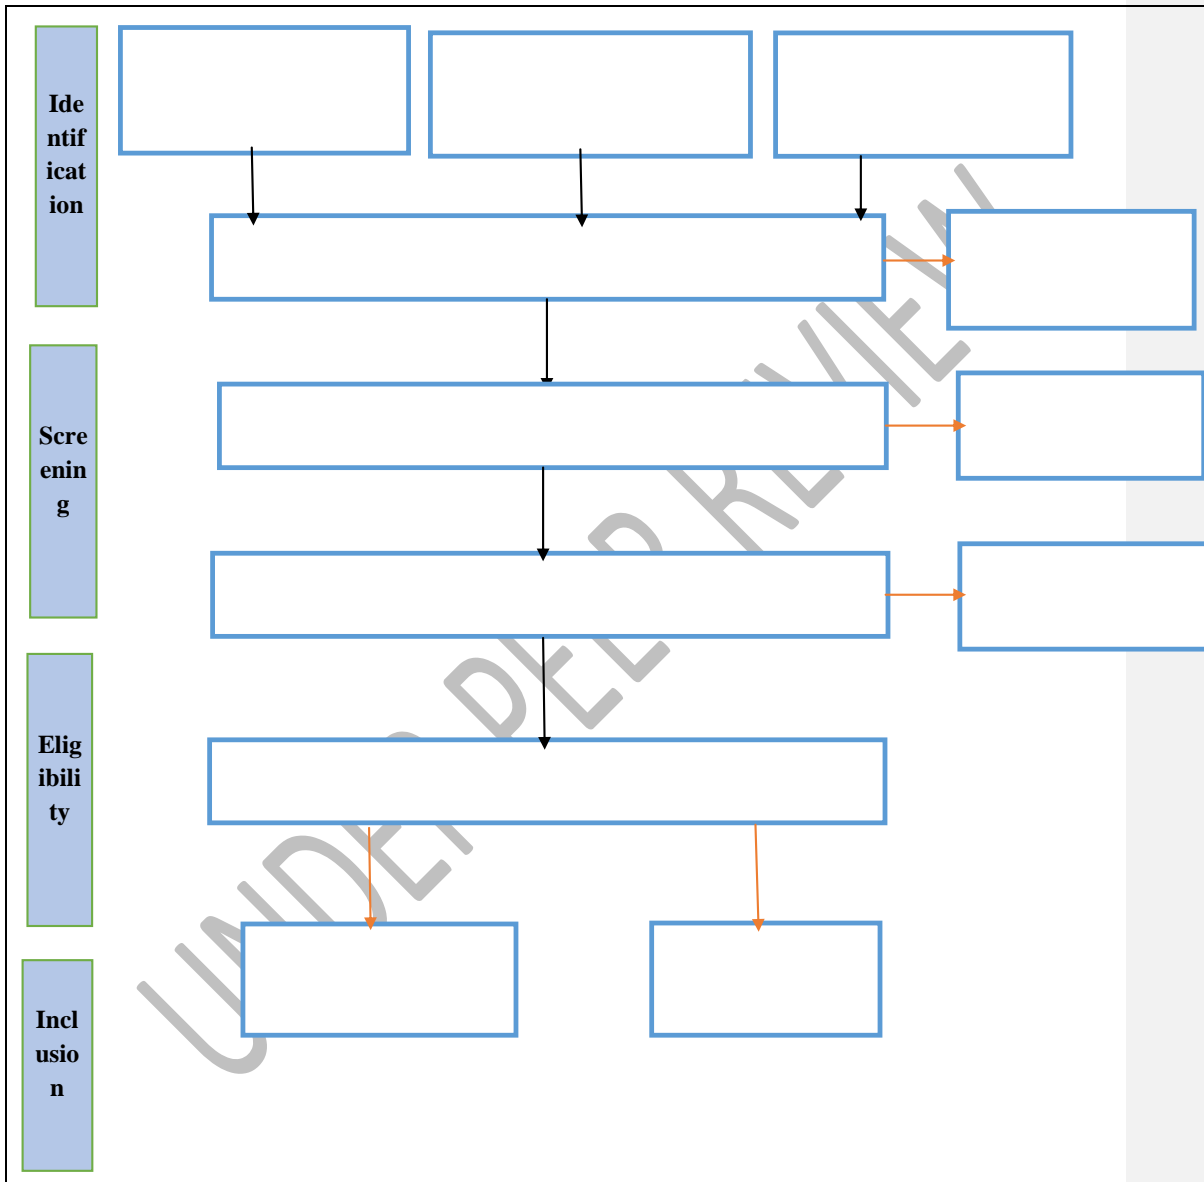 Ide
ntif
icat
ion
Scre
enin
g
Elig
ibili
ty
Incl
usio
n
UNDER PEER REVIEW